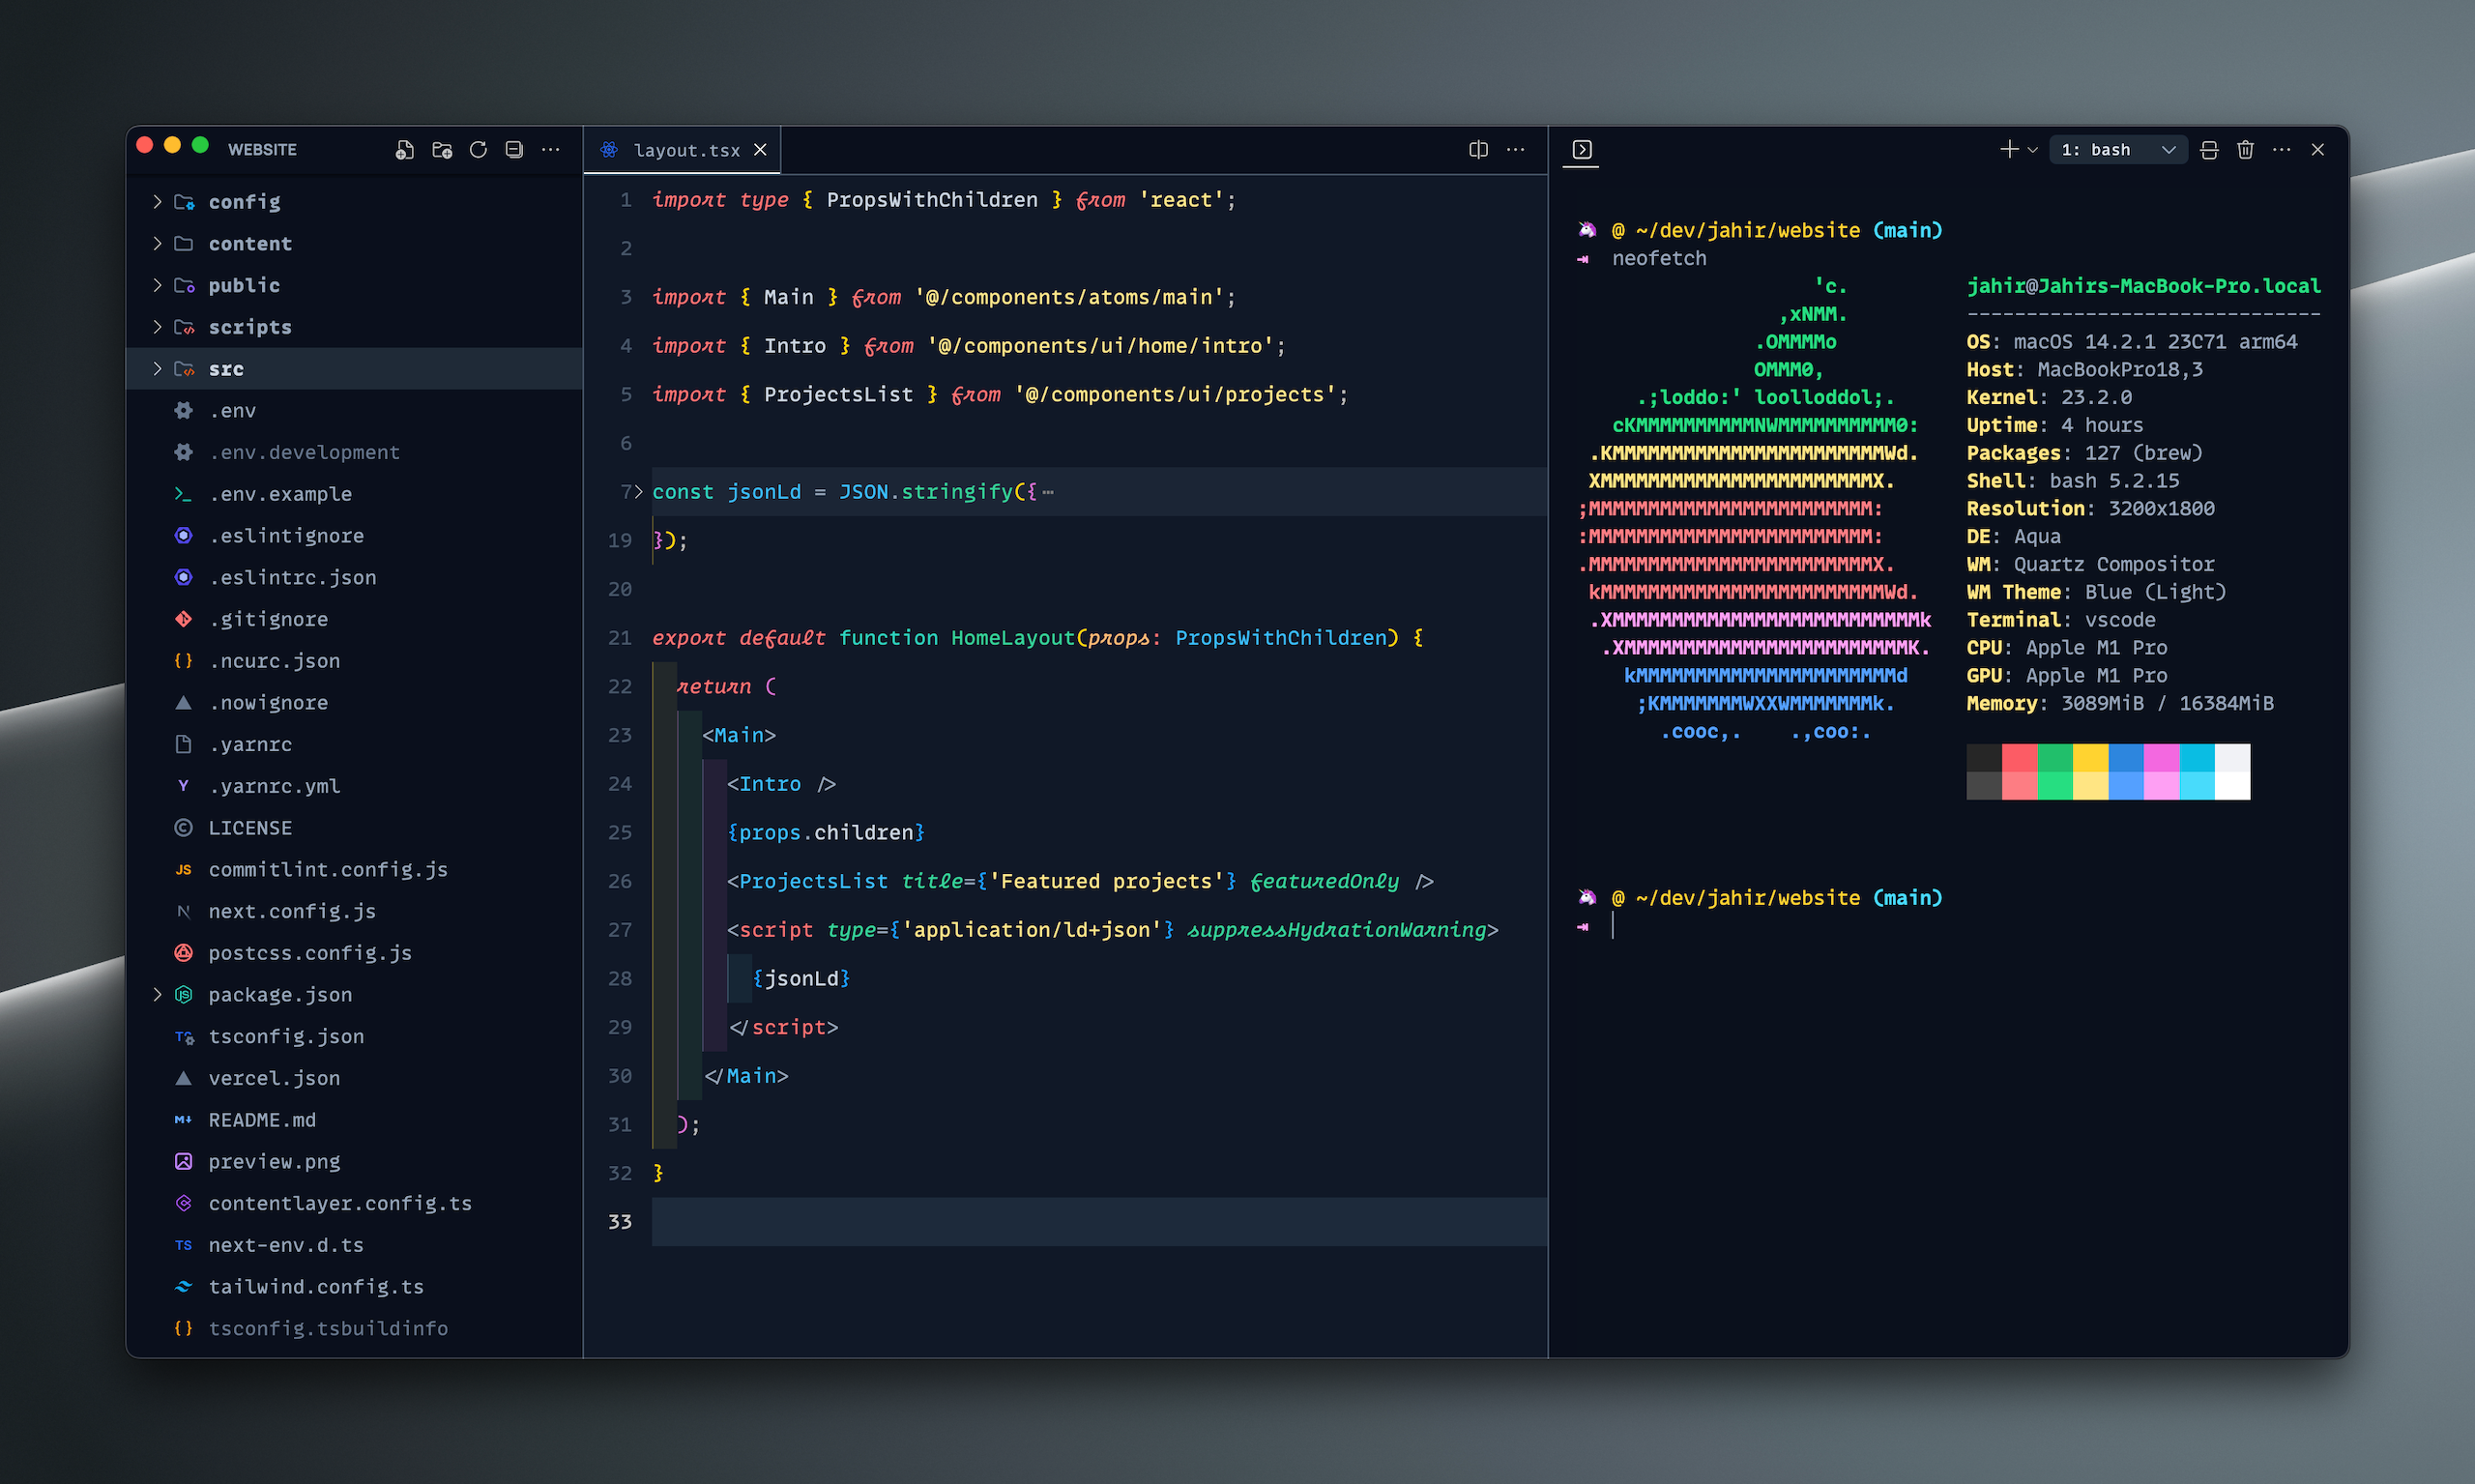 WEBSITE
config
content
public
scripts
src
.env
.env.development
.env.example
.eslintignore
.eslintrc.json
.gitignore
.ncurc.json
.nowignore
.yarnrc
.yarnrc.yml
LICENSE
commitlint.config.js
next.config.js
postcss.config.js
package.json
tsconfig.json
vercel.json
README.md
preview.png
contentlayer.config.ts
next-env.d.ts
tailwind.config.ts
tsconfig.tsbuildinfo
layout.tsx
1 import type { PropsWithChildren } from 'react';
2
3 import { Main } from '@/components/atoms/main';
4 import { Intro } from '@/components/ui/home/intro';
5 import { ProjectsList } from '@/components/ui/projects';
6
7 const jsonLd = JSON.stringify({ ⋯
19 });
20
21 export default function HomeLayout(props: PropsWithChildren) {
22 return (
23 <Main>
24 <Intro />
25 {props.children}
26 <ProjectsList title={'Featured projects'} featuredOnly />
27 <script type={'application/ld+json'} suppressHydrationWarning>
28 {jsonLd}
29 </script>
30 </Main>
31 );
32 }
33
1: bash
@ ~/dev/jahir/website (main)
neofetch
'c.
,xNMM.
.OMMMMo
OMMM0,
.;loddo:' loolloddol;.
cKMMMMMMMMMMNWMMMMMMMMMM0:
.KMMMMMMMMMMMMMMMMMMMMMMMWd.
XMMMMMMMMMMMMMMMMMMMMMMMX.
;MMMMMMMMMMMMMMMMMMMMMMMM:
:MMMMMMMMMMMMMMMMMMMMMMMM:
.MMMMMMMMMMMMMMMMMMMMMMMMX.
kMMMMMMMMMMMMMMMMMMMMMMMMWd.
.XMMMMMMMMMMMMMMMMMMMMMMMMMMk
.XMMMMMMMMMMMMMMMMMMMMMMMMK.
kMMMMMMMMMMMMMMMMMMMMMMd
;KMMMMMMMWXXWMMMMMMMk.
.cooc,. .,coo:.
jahir@Jahirs-MacBook-Pro.local
------------------------------
OS: macOS 14.2.1 23C71 arm64
Host: MacBookPro18,3
Kernel: 23.2.0
Uptime: 4 hours
Packages: 127 (brew)
Shell: bash 5.2.15
Resolution: 3200x1800
DE: Aqua
WM: Quartz Compositor
WM Theme: Blue (Light)
Terminal: vscode
CPU: Apple M1 Pro
GPU: Apple M1 Pro
Memory: 3089MiB / 16384MiB
@ ~/dev/jahir/website (main)